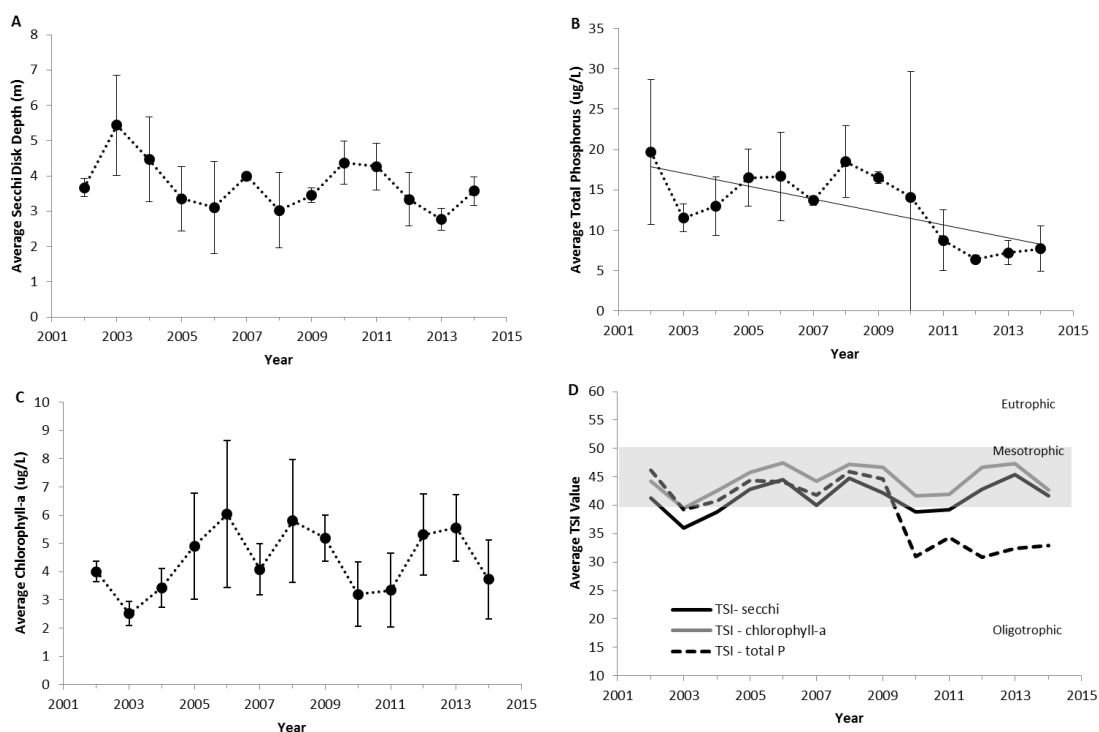 A
Average Secchi Disk Depth (m)
8
7
6
5
4
3
2
1
0
2001 2003 2005 2007 2009 2011 2013 2015
Year
B
Average Total Phosphorus (ug/L)
35
30
25
20
15
10
5
0
2001 2003 2005 2007 2009 2011 2013 2015
Year
C
Average Chlorophyll-a (ug/L)
10
9
8
7
6
5
4
3
2
1
0
2001 2003 2005 2007 2009 2011 2013 2015
Year
D
Average TSI Value
60
55
50
45
40
35
30
25
20
15
10
Eutrophic
Mesotrophic
Oligotrophic
TSI- secchi
TSI - chlorophyll-a
TSI - total P
2001 2003 2005 2007 2009 2011 2013 2015
Year